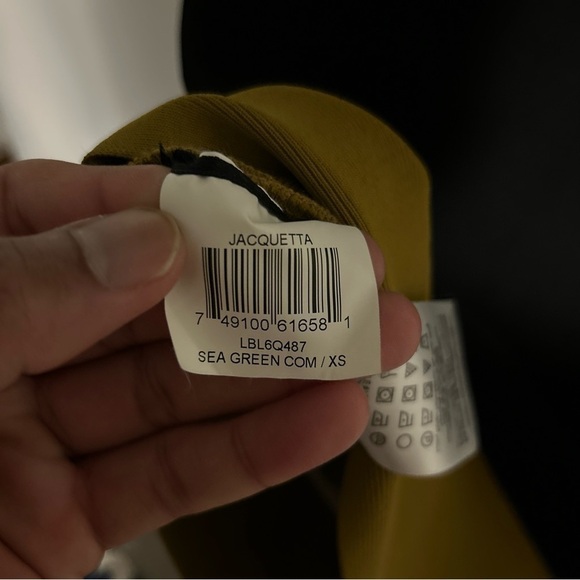 JACQUETTA
7 49100 61658 1
LBL6Q487
SEA GREEN COM / XS